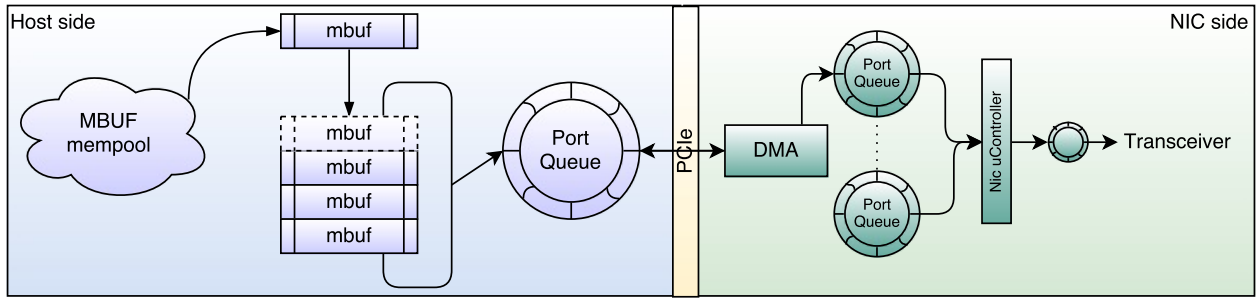 Host side
mbuf
MBUF
mempool
mbuf
mbuf
mbuf
mbuf
Port
Queue
PCIe
NIC side
DMA
Port
Queue
Port
Queue
Nic uController
Transceiver